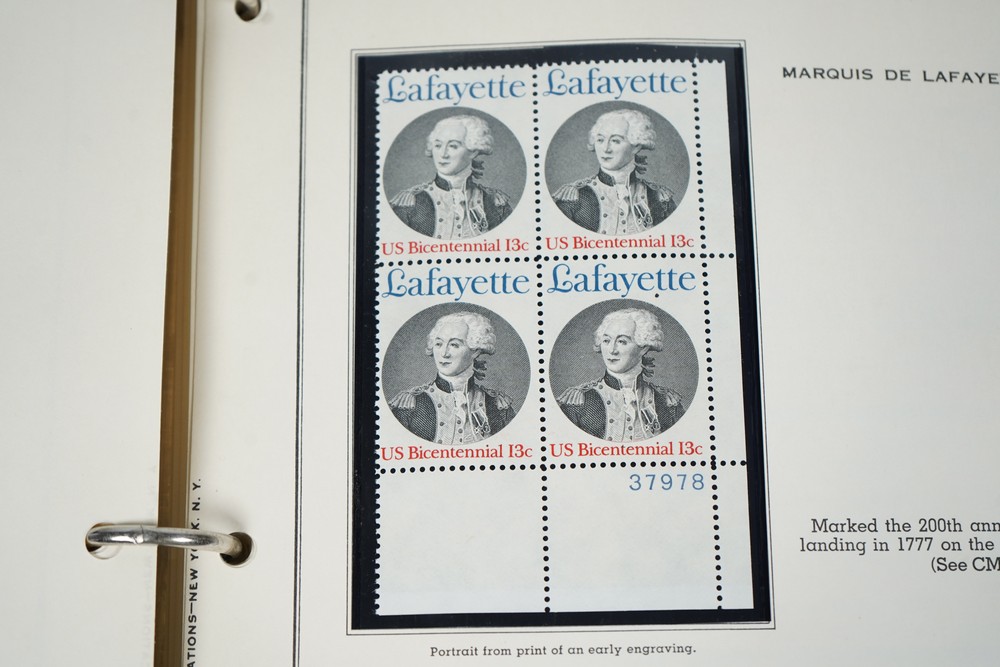 MARQUIS DE LAFAYE
Lafayette
US Bicentennial 13c
Lafayette
US Bicentennial 13c
Lafayette
US Bicentennial 13c
Lafayette
US Bicentennial 13c
37978
Marked the 200th ann
landing in 1777 on the
(See CM
Portrait from print of an early engraving.
ATIONS—NEW YORK, N. Y.